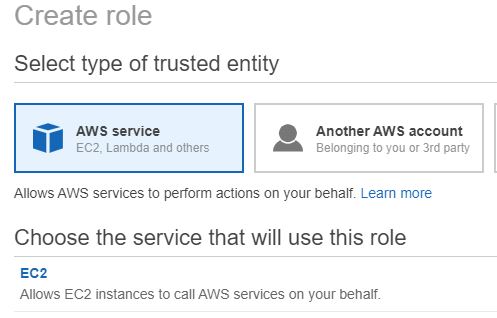 Create role
Select type of trusted entity
AWS service
EC2, Lambda and others
Another AWS account
Belonging to you or 3rd party
Allows AWS services to perform actions on your behalf. Learn more
Choose the service that will use this role
EC2
Allows EC2 instances to call AWS services on your behalf.